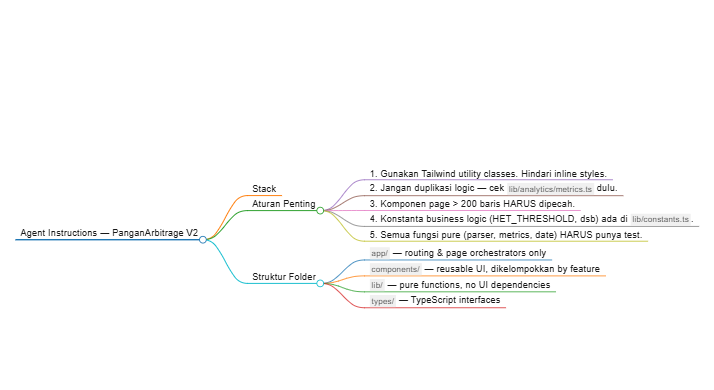 Agent Instructions — PanganArbitrage V2
Stack
Aturan Penting
1. Gunakan Tailwind utility classes. Hindari inline styles.
2. Jangan duplikasi logic — cek lib/analytics/metrics.ts dulu.
3. Komponen page > 200 baris HARUS dipecah.
4. Konstanta business logic (HET_THRESHOLD, dsb) ada di lib/constants.ts .
5. Semua fungsi pure (parser, metrics, date) HARUS punya test.
Struktur Folder
app/ — routing & page orchestrators only
components/ — reusable UI, dikelompokkan by feature
lib/ — pure functions, no UI dependencies
types/ — TypeScript interfaces